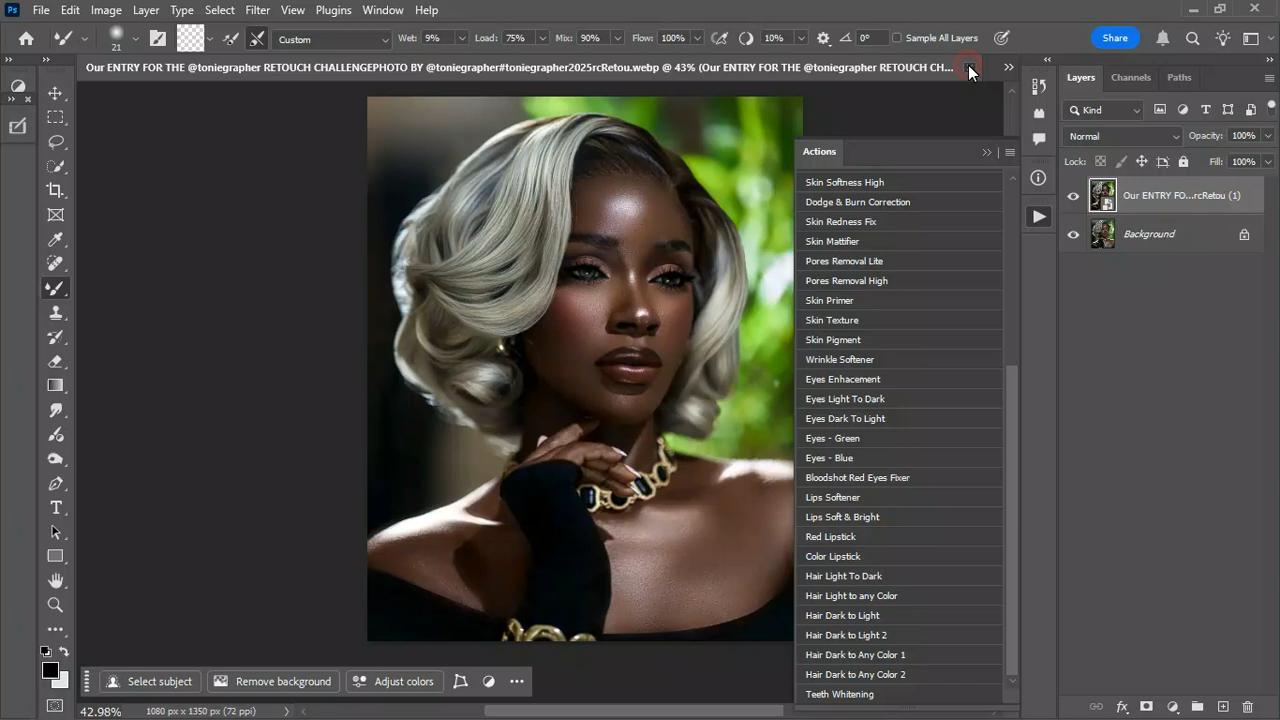 Ps File Edit Image Layer Type Select Filter View Plugins Window Help
21 Custom Wet: 9% Load: 75% Mix: 90% Flow: 100% 10% 0° Sample All Layers Share
Our ENTRY FOR THE @toniegrapher CHALLENGEPHOTO BY @toniegrapher#toniegrapher2025rcRetou.webp @ 43% (Our ENTRY FOR THE @toniegrapher RETOUCH CH...
Actions
Skin Softness High
Dodge & Burn Correction
Skin Redness Fix
Skin Mattifier
Pores Removal Lite
Pores Removal High
Skin Primer
Skin Texture
Skin Pigment
Wrinkle Softener
Eyes Enhacement
Eyes Light To Dark
Eyes Dark To Light
Eyes - Green
Eyes - Blue
Bloodshot Red Eyes Fixer
Lips Softener
Lips Soft & Bright
Red Lipstick
Color Lipstick
Hair Light To Dark
Hair Light to any Color
Hair Dark to Light
Hair Dark to Light 2
Hair Dark to Any Color 1
Hair Dark to Any Color 2
Teeth Whitening
Layers Channels Paths
Kind
Normal Opacity: 100%
Lock: Fill: 100%
Our ENTRY FO...rcRetou (1)
Background
Select subject Remove background Adjust colors
42.98% 1080 px x 1350 px (72 ppi)